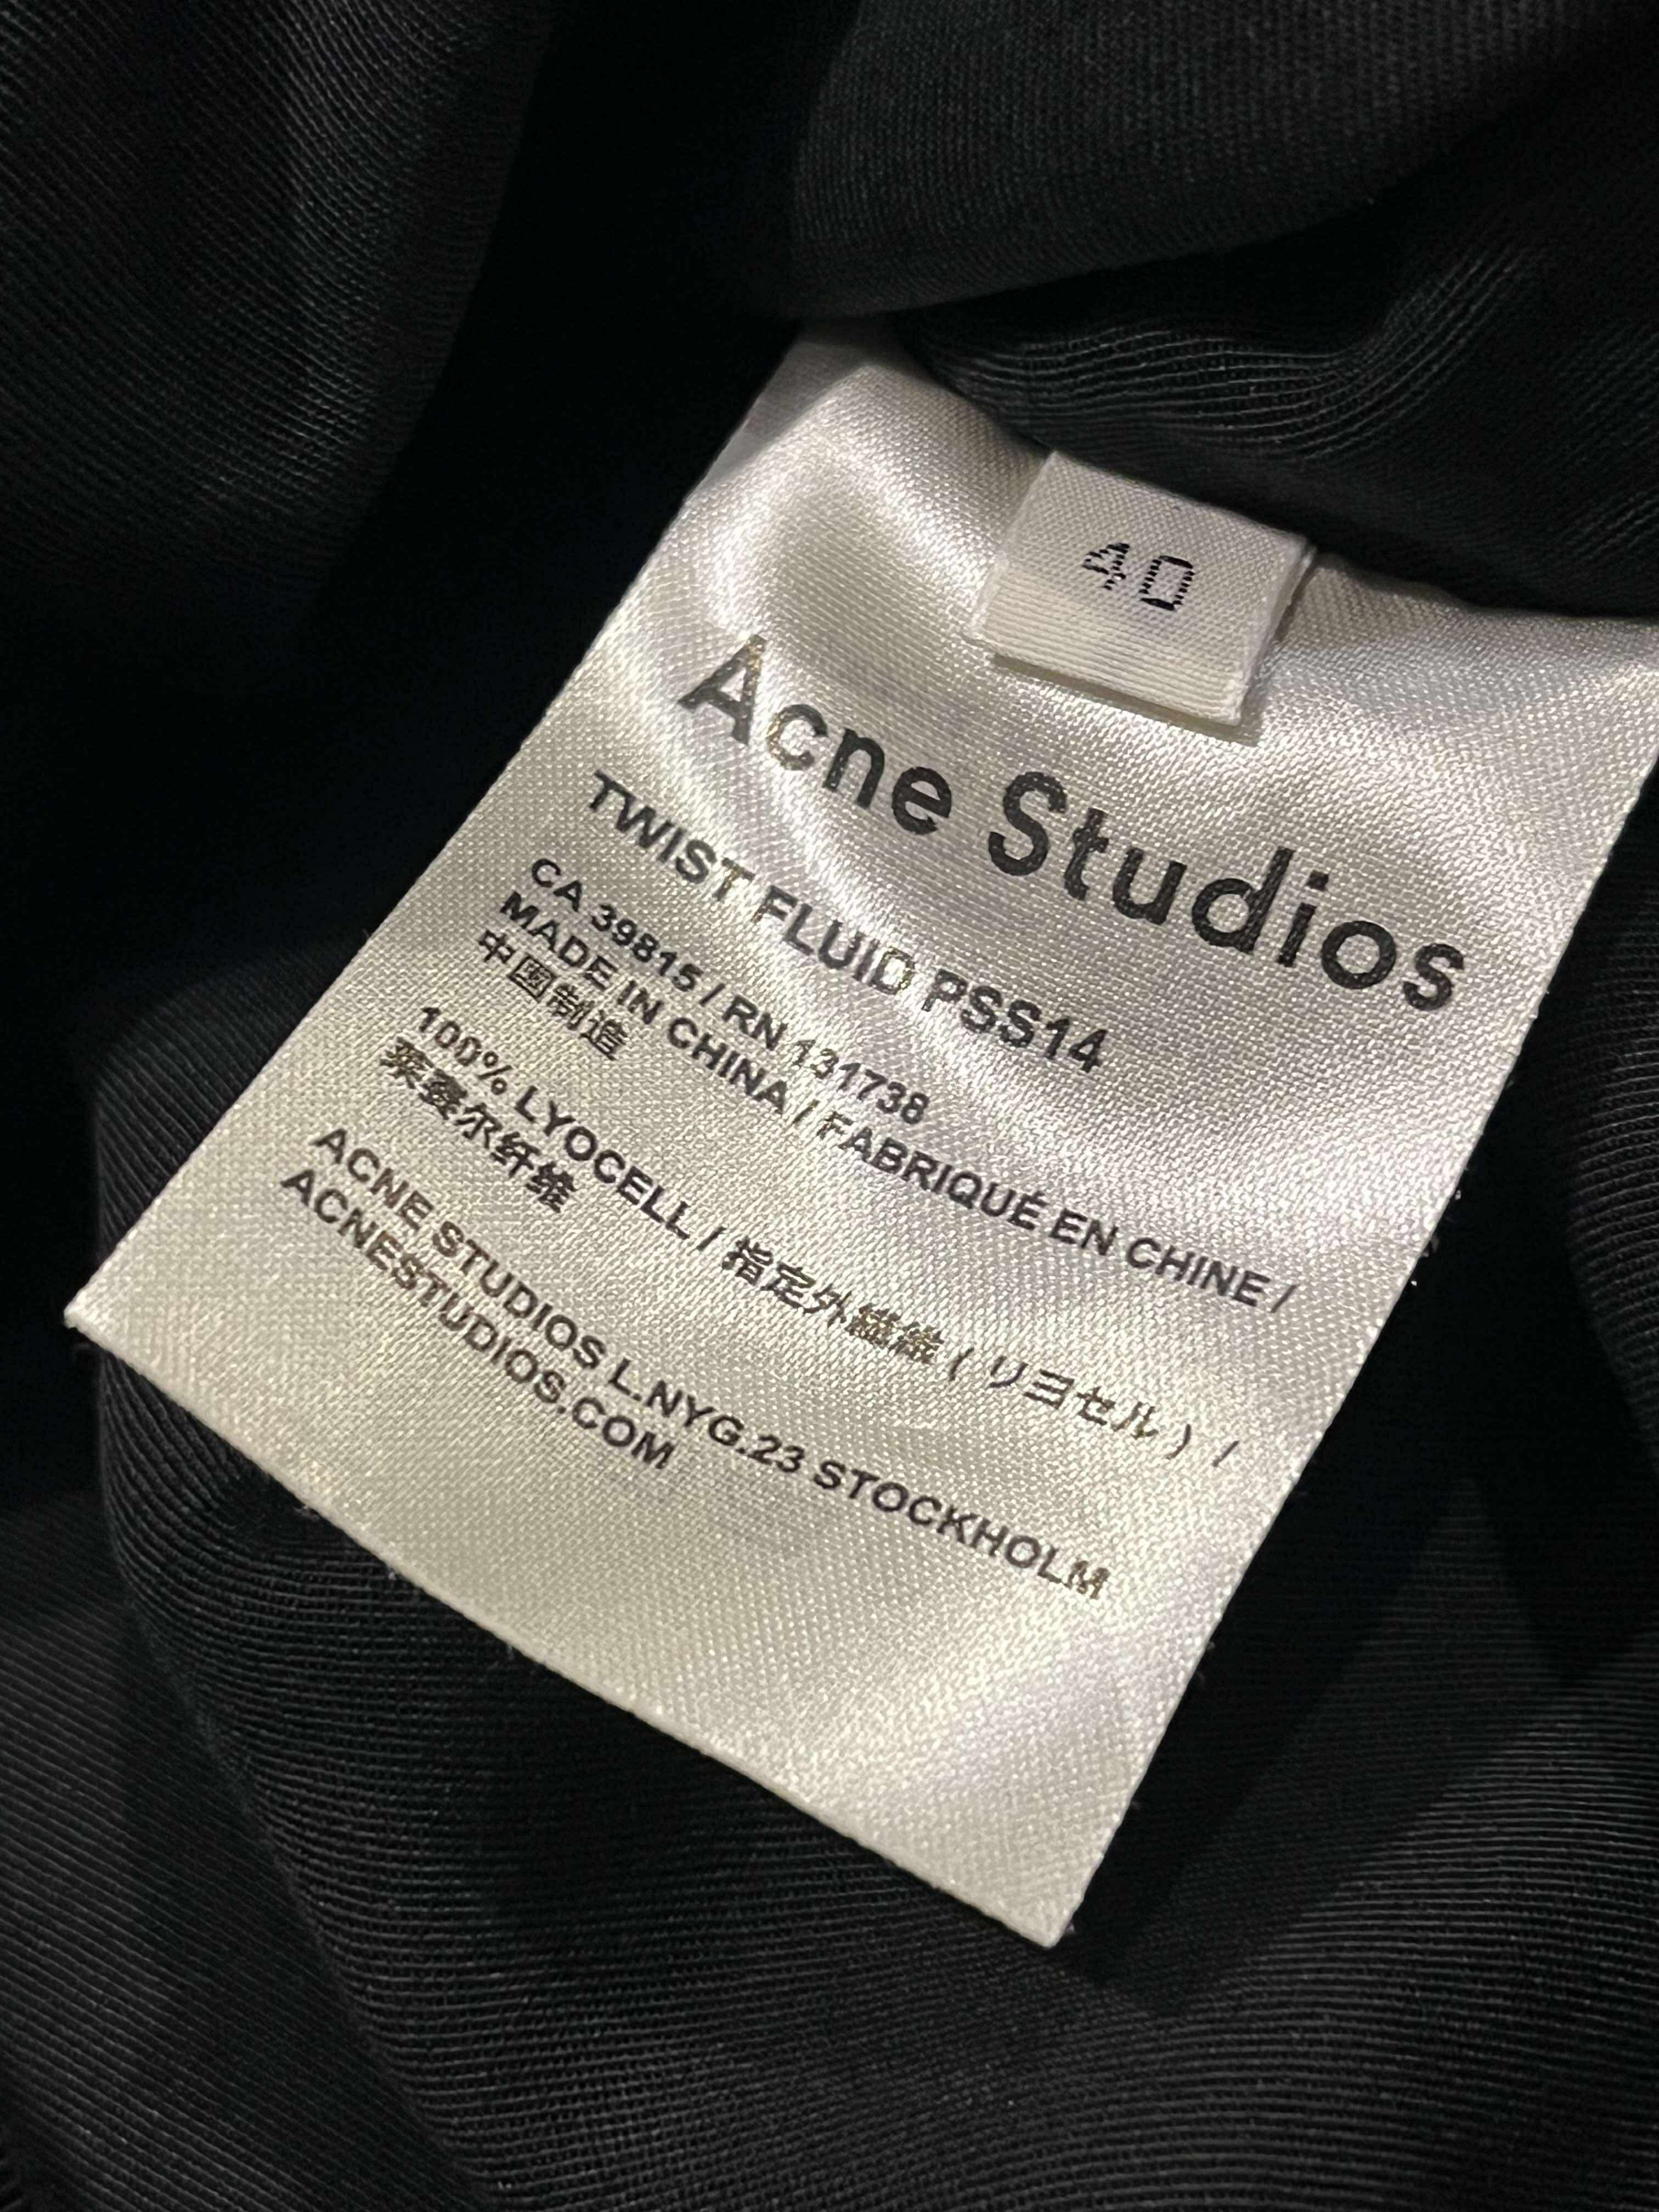 40
Acne Studios
TWIST FLUID PSS14
CA 39815 / RN 131738
MADE IN CHINA / FABRIQUÉ EN CHINE /
中国制造
100% LYOCELL / 指定外繊維 ( リヨセル ) /
莱赛尔纤维
ACNE STUDIOS L.NYG.23 STOCKHOLM
ACNESTUDIOS.COM